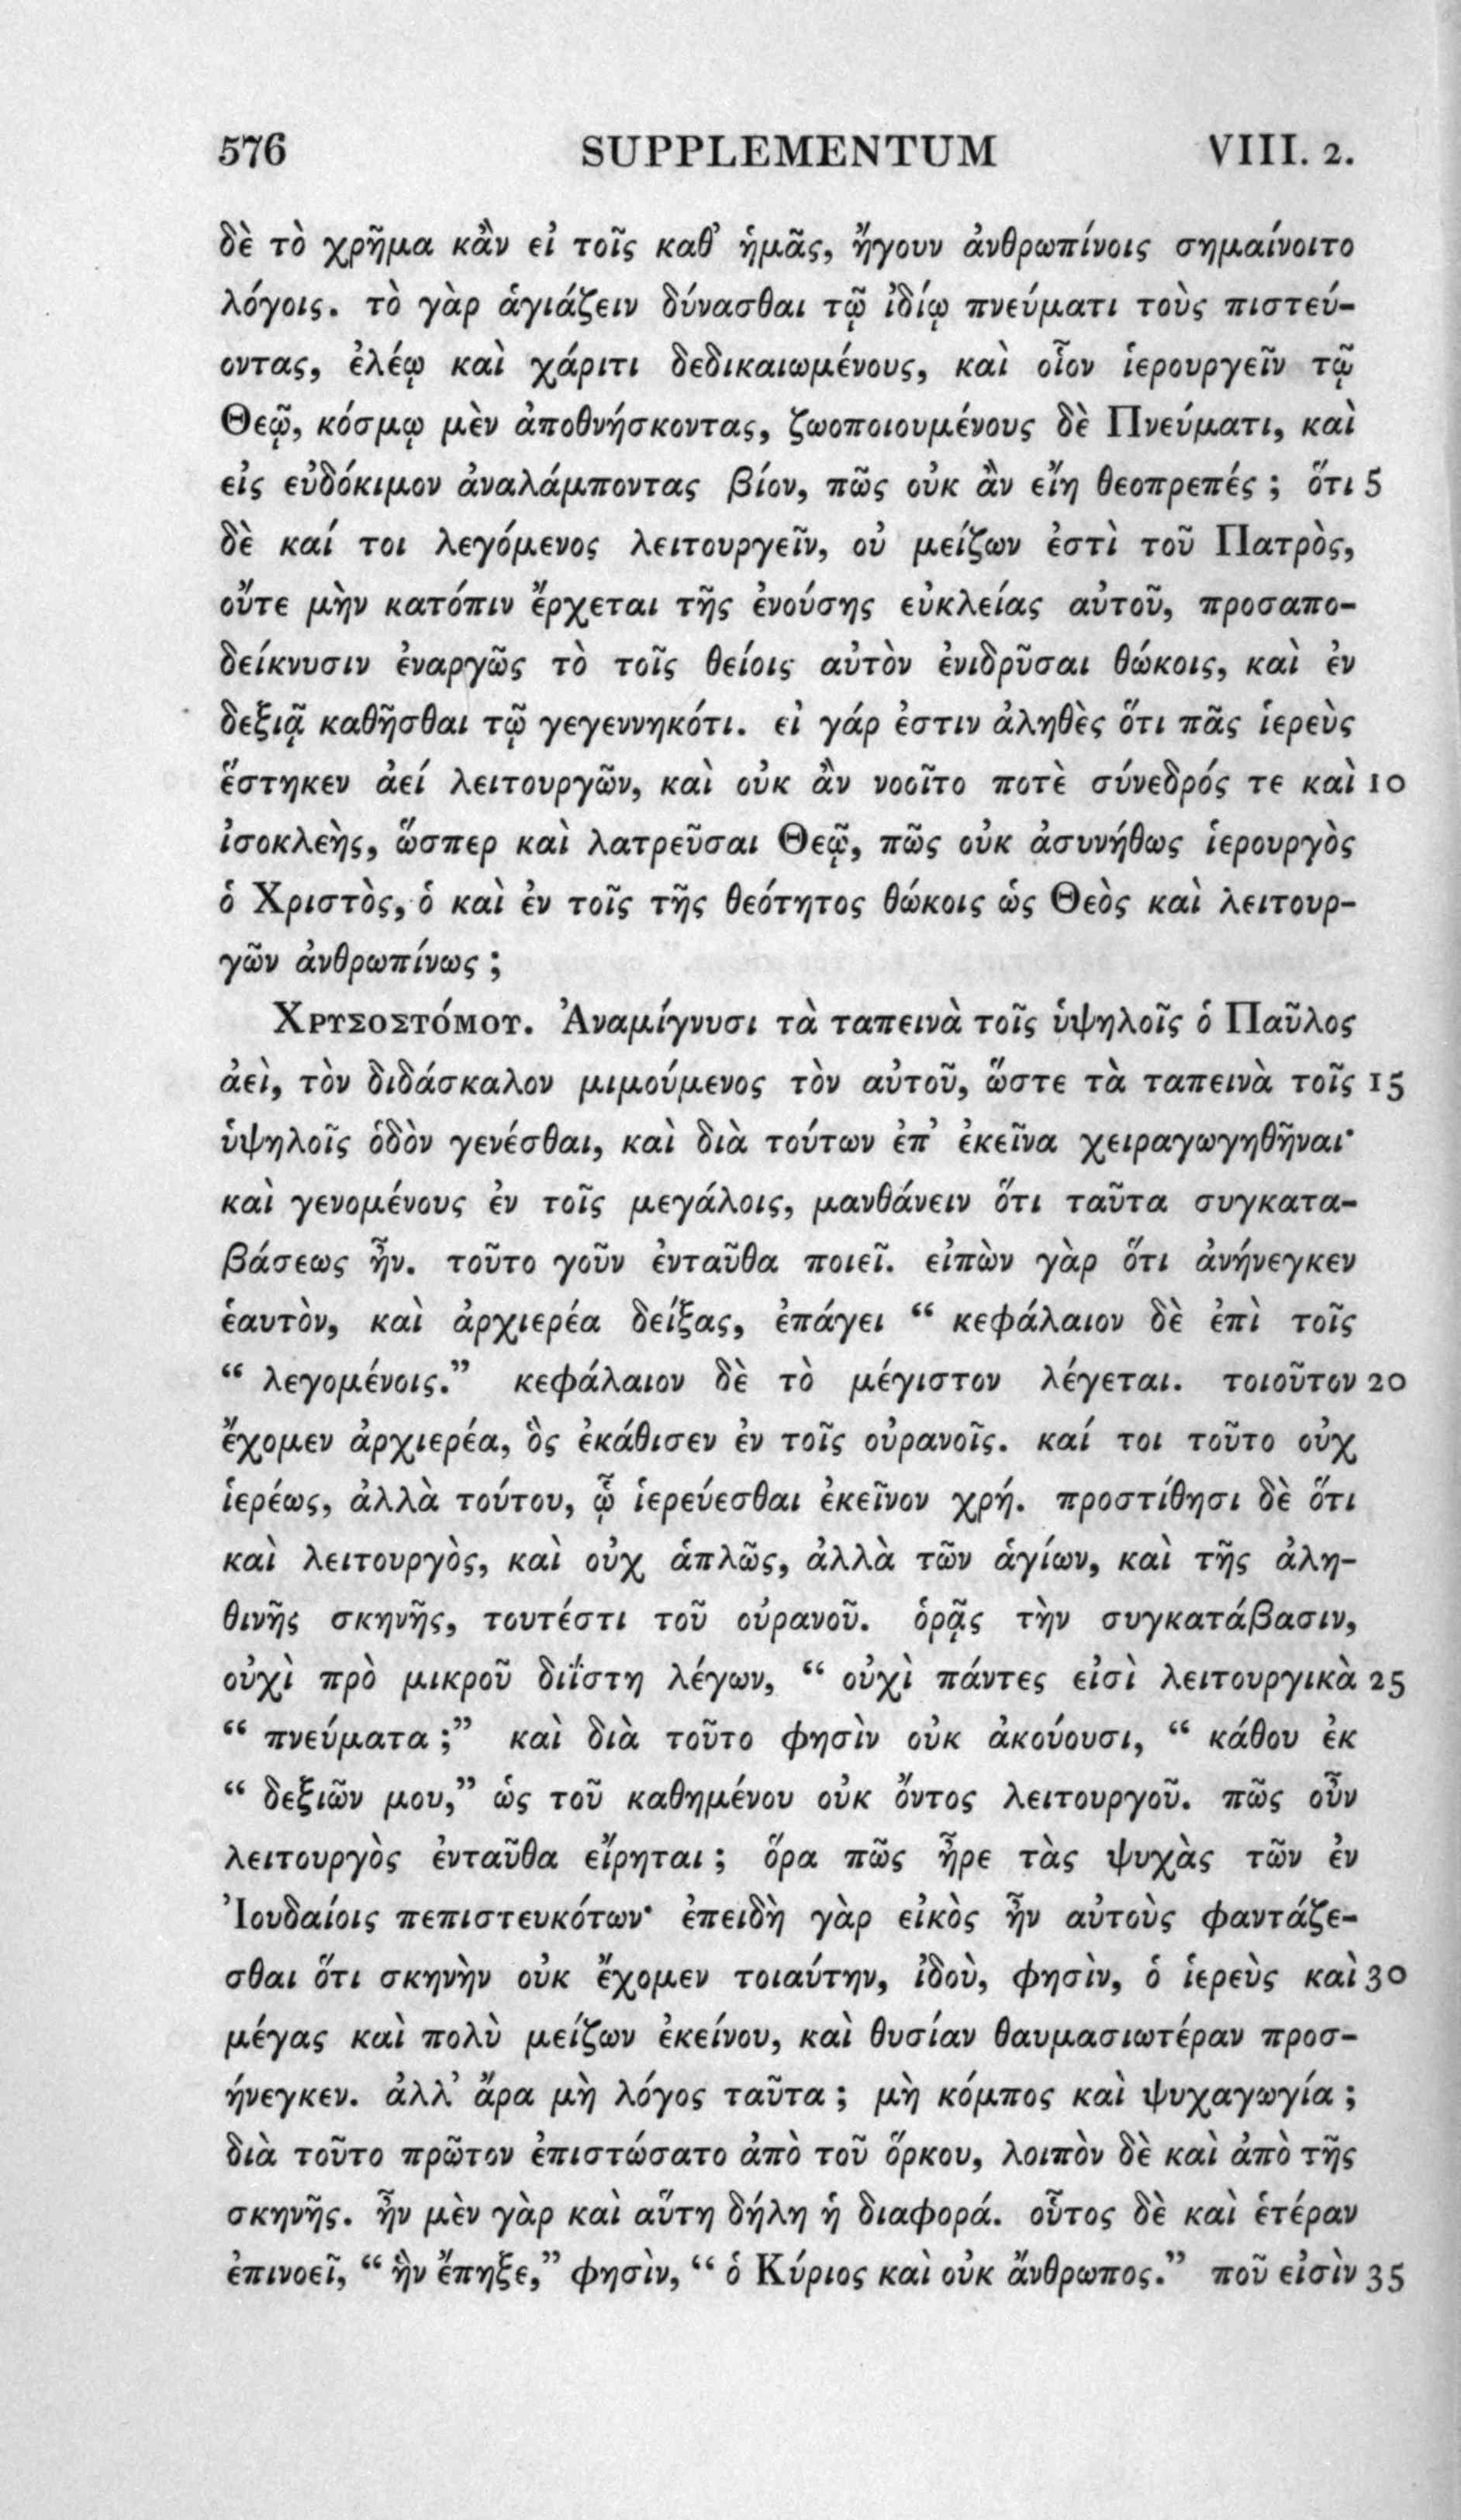 576 SUPPLEMENTUM VIII. 2.
δὲ τὸ χρῆμα κἂν εἰ τοῖς καθ᾽ ἡμᾶς, ἤγουν ἀνθρωπίνοις σημαίνοιτο
λόγοις. τὸ γὰρ ἁγιάζειν δύνασθαι τῷ ἰδίῳ πνεύματι τοὺς πιστεύ-
οντας, ἐλέῳ καὶ χάριτι δεδικαιωμένους, καὶ οἷον ἱερουργεῖν τῷ
Θεῷ, κόσμῳ μὲν ἀποθνήσκοντας, ζωοποιουμένους δὲ Πνεύματι, καὶ
εἰς εὐδόκιμον ἀναλάμποντας βίον, πῶς οὐκ ἂν εἴη θεοπρεπές ; ὅτι 5
δὲ καί τοι λεγόμενος λειτουργεῖν, οὐ μείζων ἐστὶ τοῦ Πατρὸς,
οὔτε μὴν κατόπιν ἔρχεται τῆς ἐνούσης εὐκλείας αὐτοῦ, προσαπο-
δείκνυσιν ἐναργῶς τὸ τοῖς θείοις αὐτὸν ἐνιδρῦσαι θώκοις, καὶ ἐν
δεξιᾷ καθῆσθαι τῷ γεγεννηκότι. εἰ γάρ ἐστιν ἀληθὲς ὅτι πᾶς ἱερεὺς
ἕστηκεν ἀεί λειτουργῶν, καὶ οὐκ ἂν νοοῖτο ποτὲ σύνεδρός τε καὶ 10
ἰσοκλεὴς, ὥσπερ καὶ λατρεῦσαι Θεῷ, πῶς οὐκ ἀσυνήθως ἱερουργὸς
ὁ Χριστὸς, ὁ καὶ ἐν τοῖς τῆς θεότητος θώκοις ὡς Θεὸς καὶ λειτουρ-
γῶν ἀνθρωπίνως ;
Χρυσοστόμου. Ἀναμίγνυσι τὰ ταπεινὰ τοῖς ὑψηλοῖς ὁ Παῦλος
ἀεὶ, τὸν διδάσκαλον μιμούμενος τὸν αὐτοῦ, ὥστε τὰ ταπεινὰ τοῖς 15
ὑψηλοῖς ὁδὸν γενέσθαι, καὶ διὰ τούτων ἐπ᾽ ἐκεῖνα χειραγωγηθῆναι·
καὶ γενομένους ἐν τοῖς μεγάλοις, μανθάνειν ὅτι ταῦτα συγκατα-
βάσεως ἦν. τοῦτο γοῦν ἐνταῦθα ποιεῖ. εἰπὼν γὰρ ὅτι ἀνήνεγκεν
ἑαυτὸν, καὶ ἀρχιερέα δείξας, ἐπάγει “ κεφάλαιον δὲ ἐπὶ τοῖς
“ λεγομένοις.” κεφάλαιον δὲ τὸ μέγιστον λέγεται. τοιοῦτον 20
ἔχομεν ἀρχιερέα, ὃς ἐκάθισεν ἐν τοῖς οὐρανοῖς. καί τοι τοῦτο οὐχ
ἱερέως, ἀλλὰ τούτου, ᾧ ἱερεύεσθαι ἐκεῖνον χρή. προστίθησι δὲ ὅτι
καὶ λειτουργὸς, καὶ οὐχ ἁπλῶς, ἀλλὰ τῶν ἁγίων, καὶ τῆς ἀλη-
θινῆς σκηνῆς, τουτέστι τοῦ οὐρανοῦ. ὁρᾷς τὴν συγκατάβασιν,
οὐχὶ πρὸ μικροῦ διΐστη λέγων, “ οὐχὶ πάντες εἰσὶ λειτουργικὰ 25
“ πνεύματα ;” καὶ διὰ τοῦτο φησὶν οὐκ ἀκούουσι, “ κάθου ἐκ
“ δεξιῶν μου,” ὡς τοῦ καθημένου οὐκ ὄντος λειτουργοῦ. πῶς οὖν
λειτουργὸς ἐνταῦθα εἴρηται ; ὅρα πῶς ἦρε τὰς ψυχὰς τῶν ἐν
Ἰουδαίοις πεπιστευκότων· ἐπειδὴ γὰρ εἰκὸς ἦν αὐτοὺς φαντάζε-
σθαι ὅτι σκηνὴν οὐκ ἔχομεν τοιαύτην, ἰδοὺ, φησὶν, ὁ ἱερεὺς καὶ 30
μέγας καὶ πολὺ μείζων ἐκείνου, καὶ θυσίαν θαυμασιωτέραν προσ-
ήνεγκεν. ἀλλ᾽ ἄρα μὴ λόγος ταῦτα ; μὴ κόμπος καὶ ψυχαγωγία ;
διὰ τοῦτο πρῶτον ἐπιστώσατο ἀπὸ τοῦ ὅρκου, λοιπὸν δὲ καὶ ἀπὸ τῆς
σκηνῆς. ἦν μὲν γὰρ καὶ αὕτη δήλη ἡ διαφορά. οὗτος δὲ καὶ ἑτέραν
ἐπινοεῖ, “ ἣν ἔπηξε,” φησὶν, “ ὁ Κύριος καὶ οὐκ ἄνθρωπος.” ποῦ εἰσὶν 35